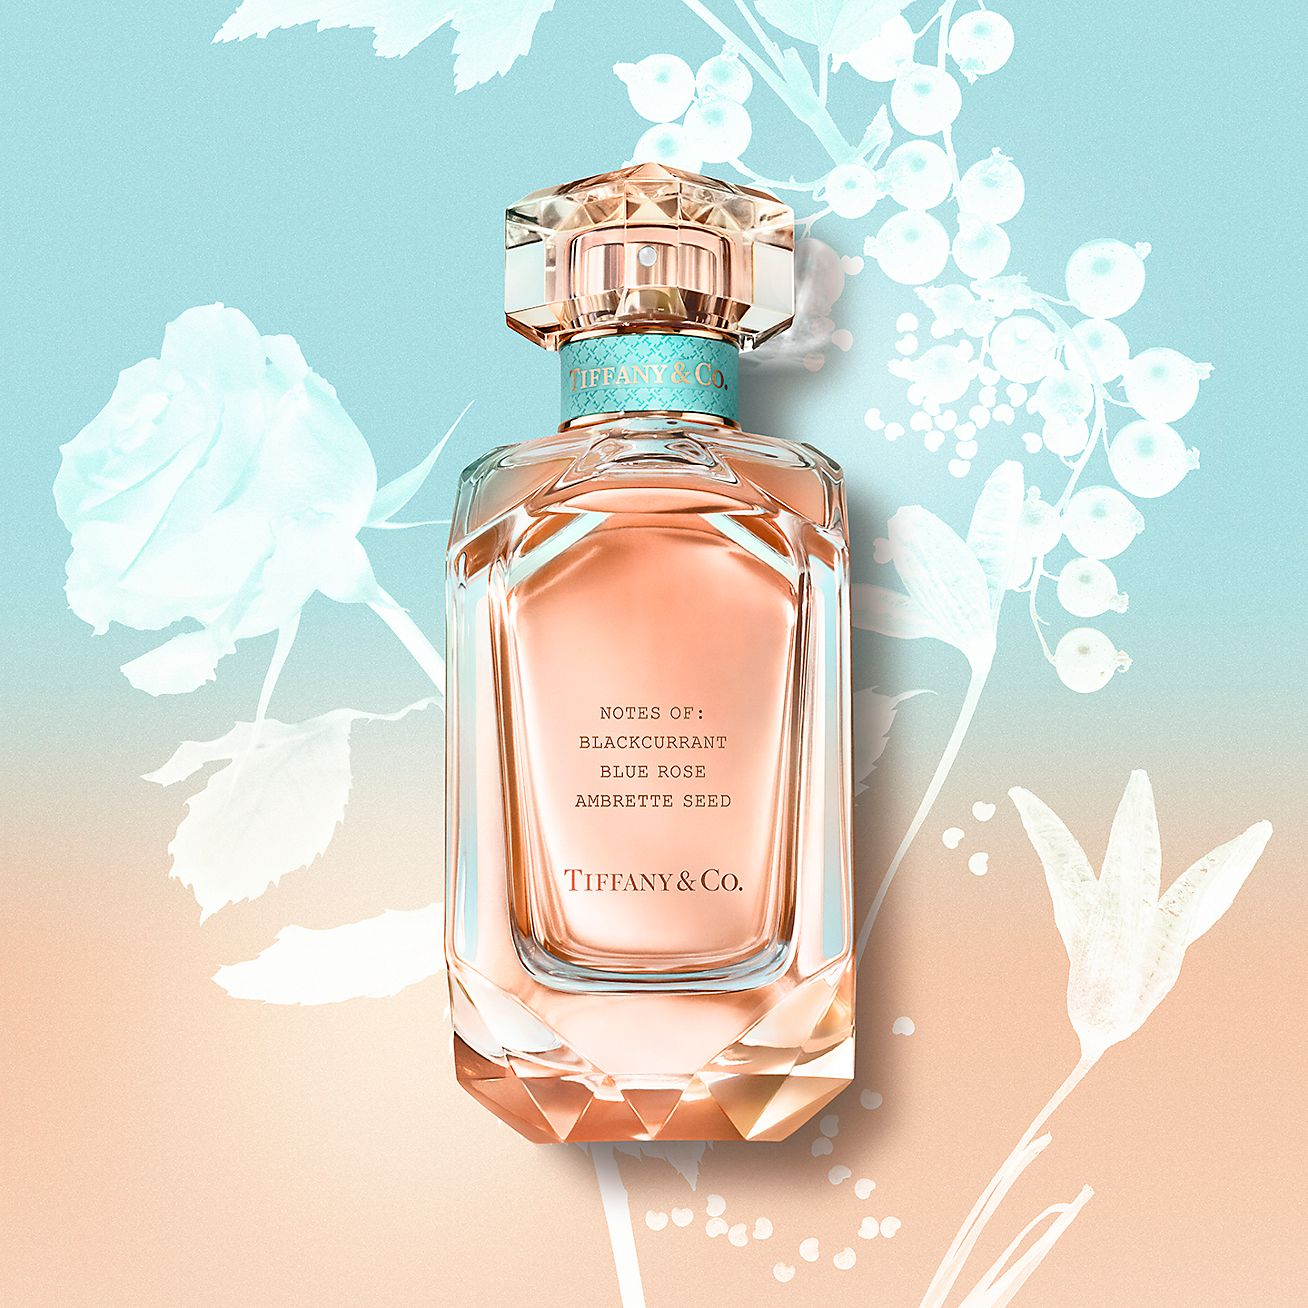 TIFFANY & CO.
NOTES OF:
BLACKCURRANT
BLUE ROSE
AMBRETTE SEED
TIFFANY & CO.